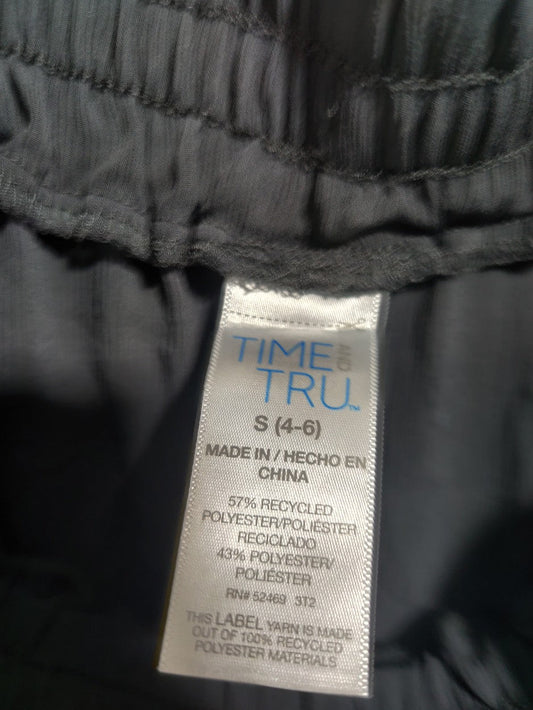 TIME AND
TRU™
S (4-6)
MADE IN / HECHO EN
CHINA
57% RECYCLED
POLYESTER/POLIÉSTER
RECICLADO
43% POLYESTER/
POLIÉSTER
RN# 52469 3T2
THIS LABEL YARN IS MADE
OUT OF 100% RECYCLED
POLYESTER MATERIALS